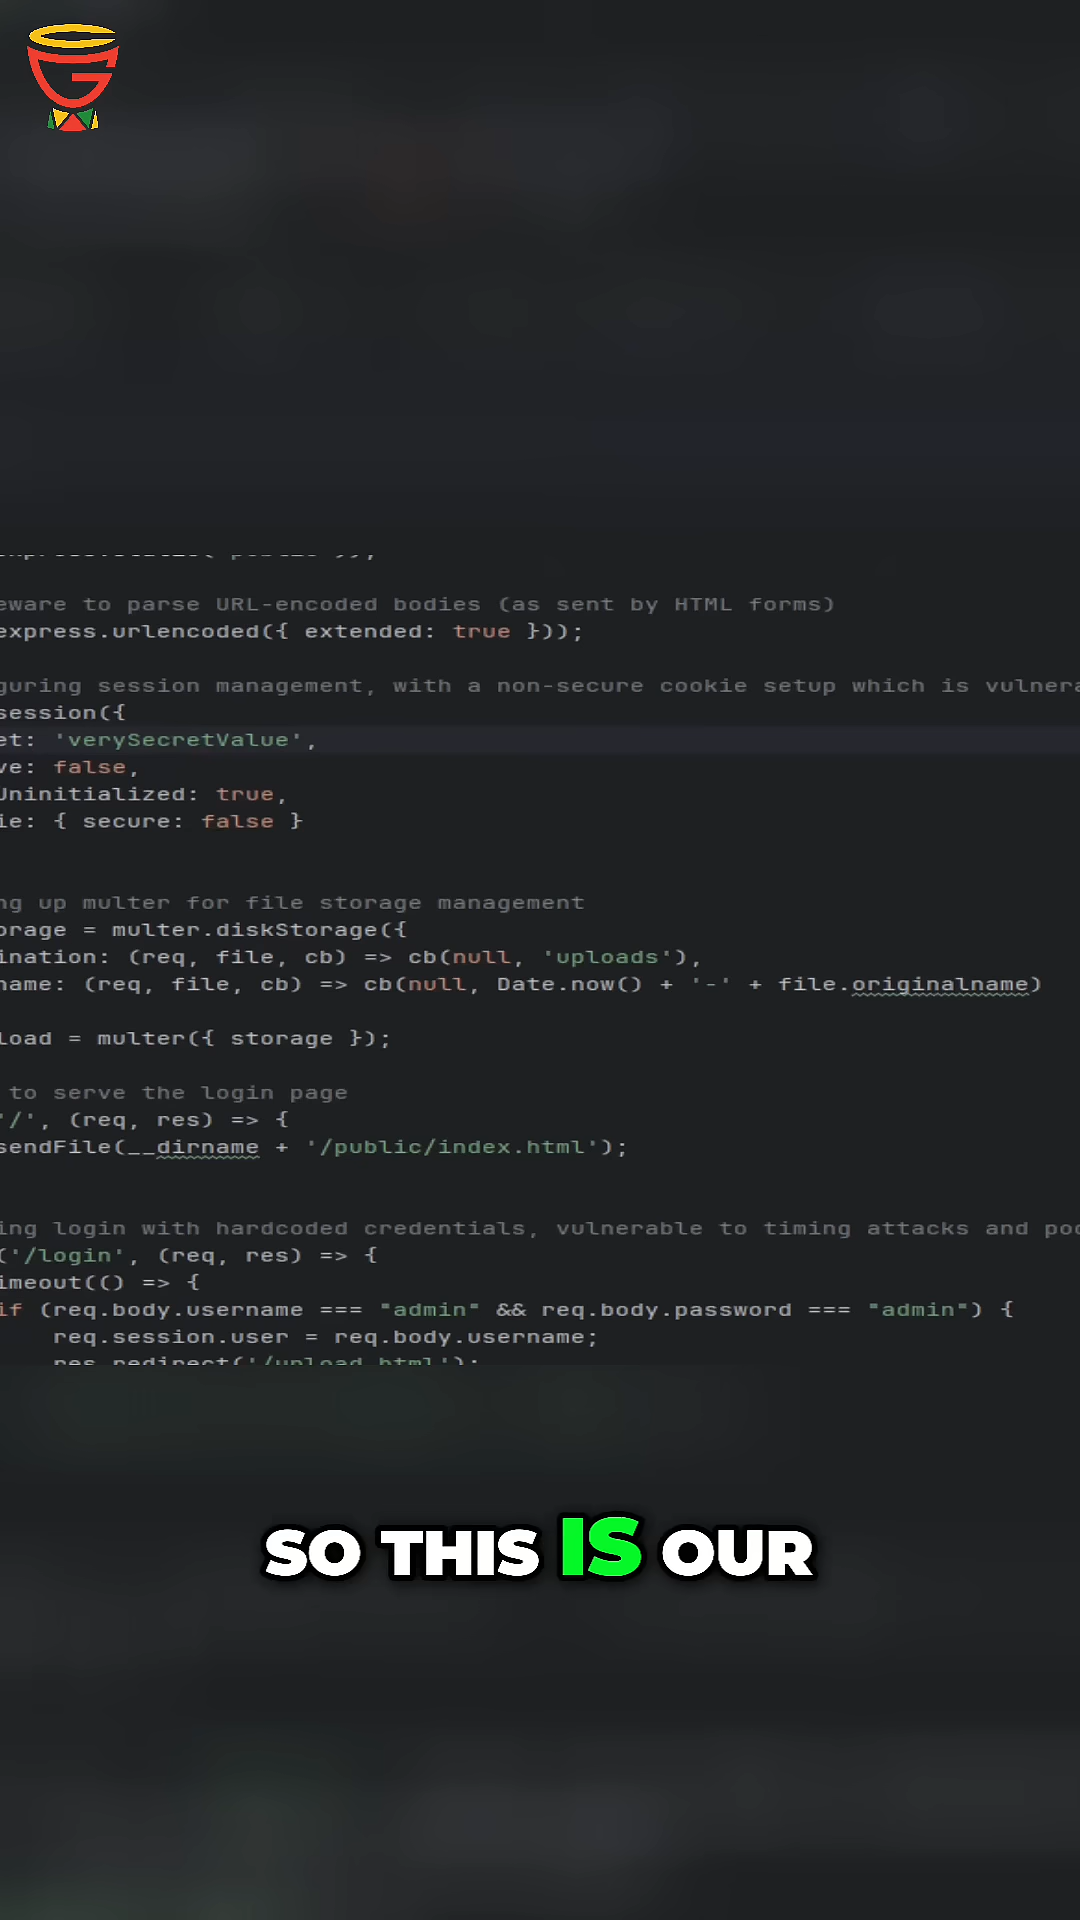 eware to parse URL-encoded bodies (as sent by HTML forms)
express.urlencoded({ extended: true }));
guring session management, with a non-secure cookie setup which is vulnera
session({
et: 'verySecretValue',
ve: false,
Uninitialized: true,
ie: { secure: false }
ng up multer for file storage management
orage = multer.diskStorage({
ination: (req, file, cb) => cb(null, 'uploads'),
name: (req, file, cb) => cb(null, Date.now() + '-' + file.originalname)
load = multer({ storage });
to serve the login page
'/', (req, res) => {
sendFile(__dirname + '/public/index.html');
ing login with hardcoded credentials, vulnerable to timing attacks and poo
('/login', (req, res) => {
imeout(() => {
if (req.body.username === "admin" && req.body.password === "admin") {
req.session.user = req.body.username;
res.redirect('/upload.html');
SO THIS IS OUR